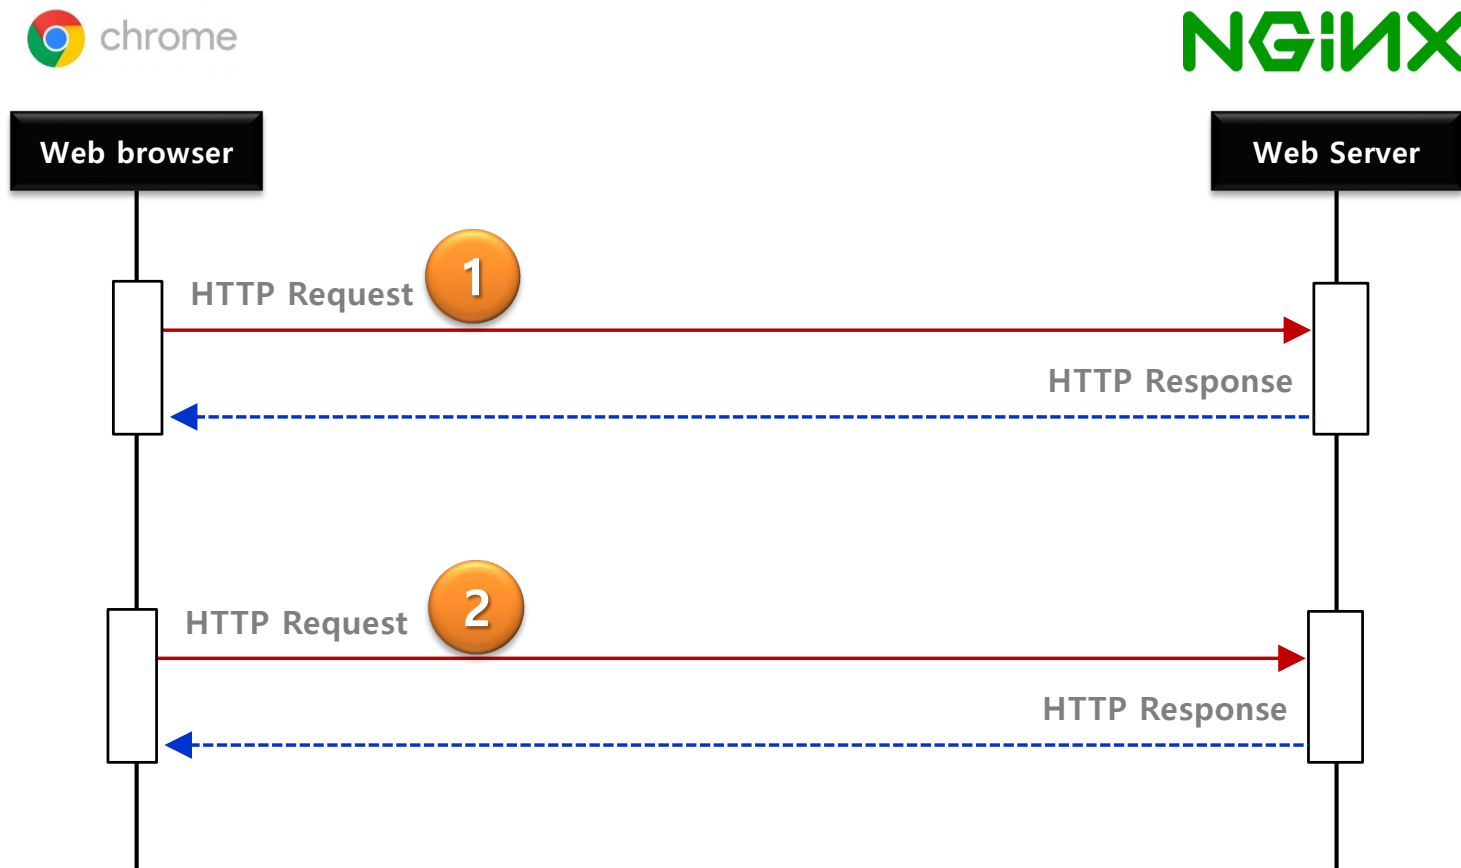 chrome
NGINX
Web browser
Web Server
HTTP Request
1
HTTP Response
HTTP Request
2
HTTP Response